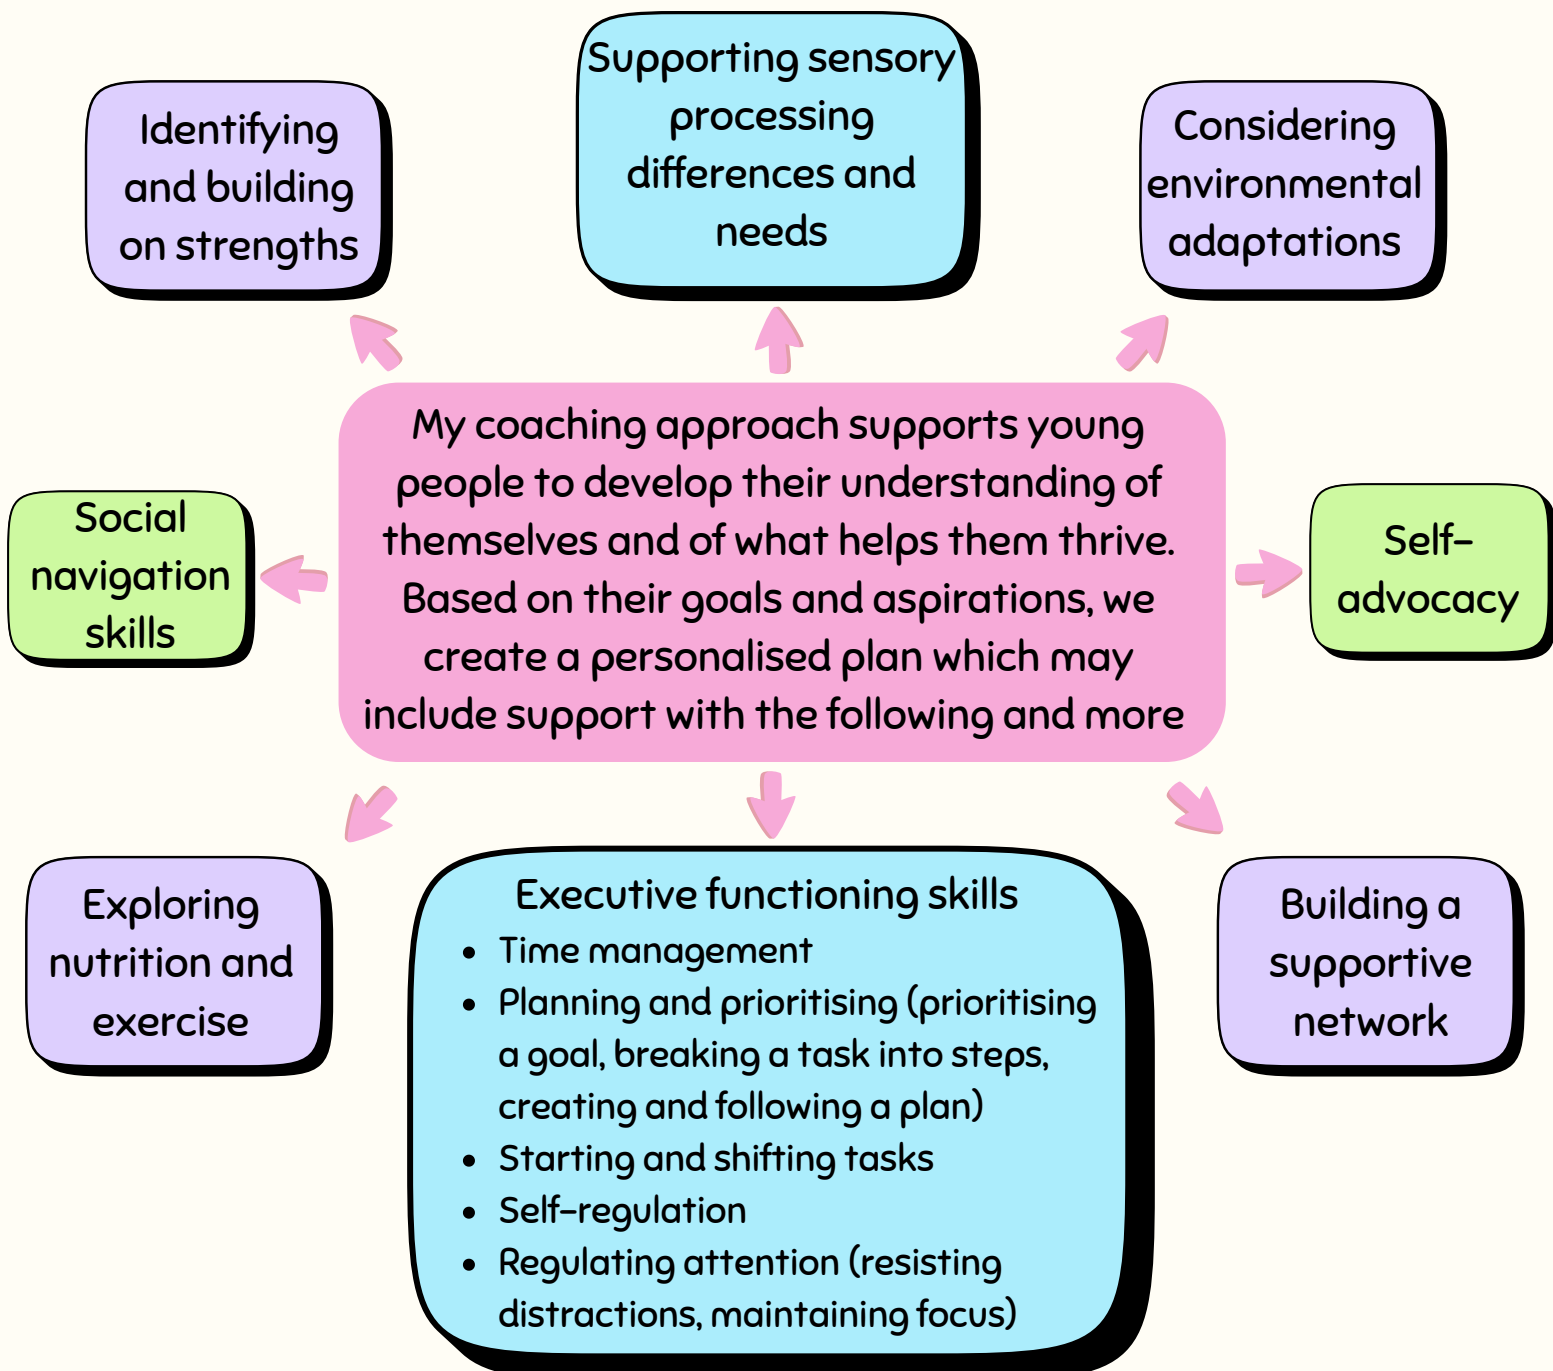 Supporting sensory
processing
differences and
needs
Identifying
and building
on strengths
Considering
environmental
adaptations
My coaching approach supports young
people to develop their understanding of
themselves and of what helps them thrive.
Based on their goals and aspirations, we
create a personalised plan which may
include support with the following and more
Social
navigation
skills
Self-
advocacy
Exploring
nutrition and
exercise
Executive functioning skills
• Time management
• Planning and prioritising (prioritising
a goal, breaking a task into steps,
creating and following a plan)
• Starting and shifting tasks
• Self-regulation
• Regulating attention (resisting
distractions, maintaining focus)
Building a
supportive
network